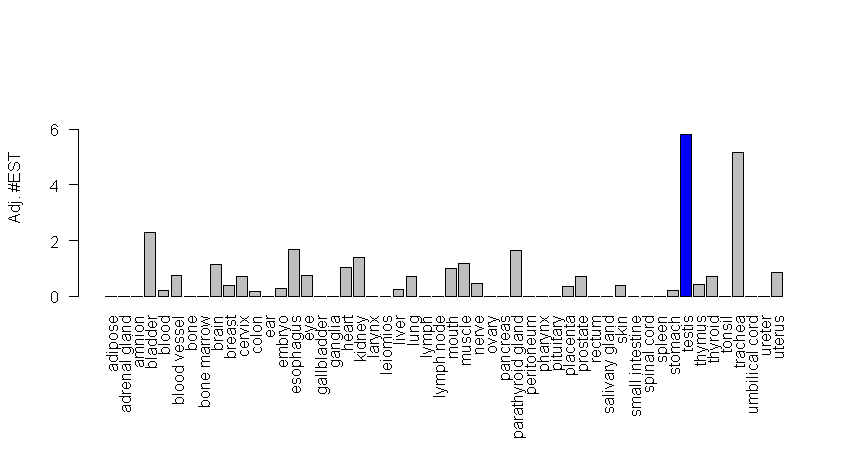 Adj. #EST
6
4
2
0
adipose
adrenal gland
amnion
bladder
blood
blood vessel
bone
bone marrow
brain
breast
cervix
colon
ear
embryo
esophagus
eye
gallbladder
ganglia
heart
kidney
larynx
leiomios
liver
lung
lymph
lymph node
mouth
muscle
nerve
ovary
pancreas
parathyroid gland
peritoneum
pharynx
pituitary
placenta
prostate
rectum
salivary gland
skin
small intestine
spinal cord
spleen
stomach
testis
thymus
thyroid
tonsil
trachea
umbilical cord
ureter
uterus